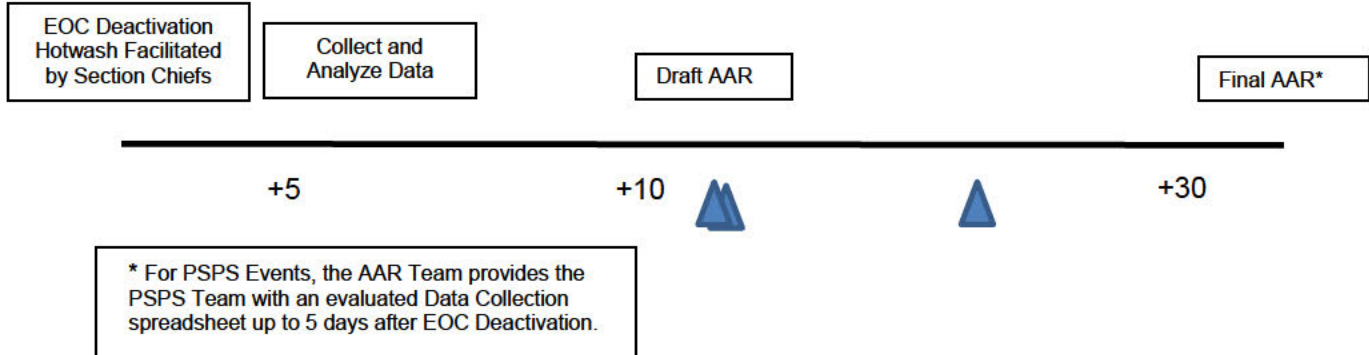 EOC Deactivation
Hotwash Facilitated
by Section Chiefs
Collect and
Analyze Data
Draft AAR
Final AAR*
+5
+10
+30
* For PSPS Events, the AAR Team provides the
PSPS Team with an evaluated Data Collection
spreadsheet up to 5 days after EOC Deactivation.